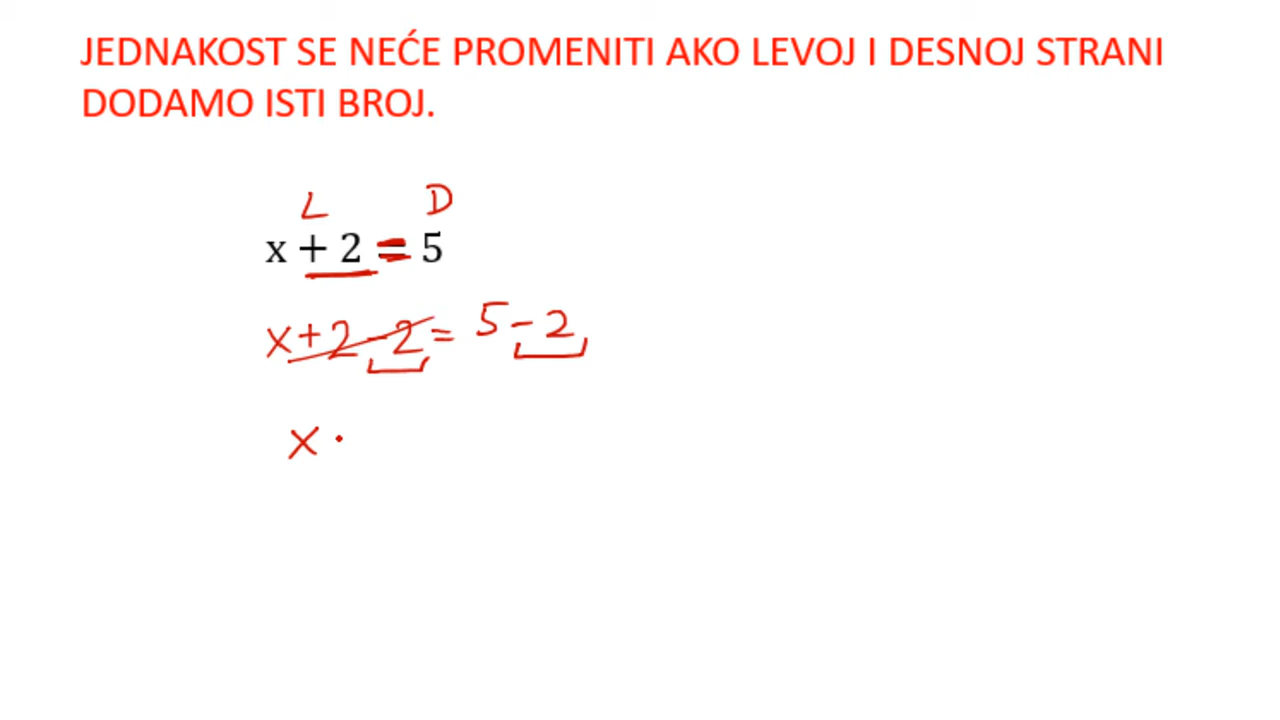 JEDNAKOST SE NEĆE PROMENITI AKO LEVOJ I DESNOJ STRANI
DODAMO ISTI BROJ.
L D
x + 2 = 5
x+2-2= 5-2
x